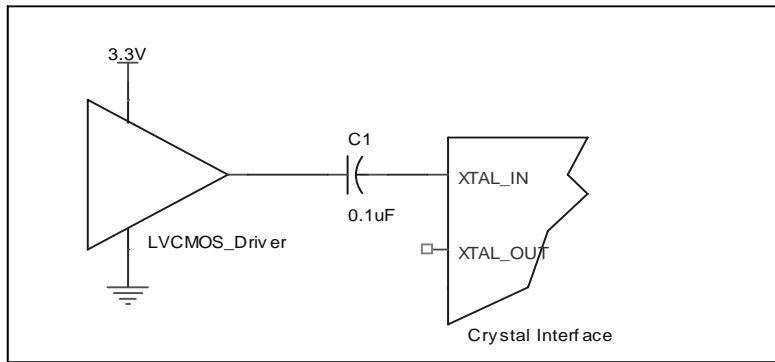 3.3V
C1
XTAL_IN
0.1uF
LVCMOS_Driver
XTAL_OUT
Crystal Interface